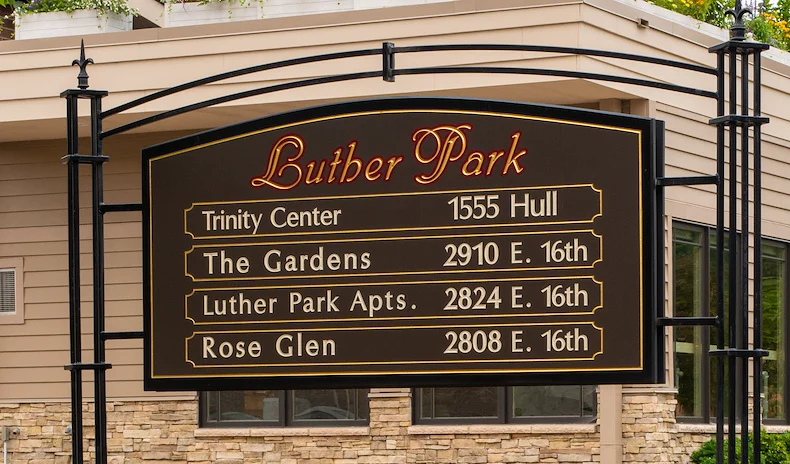 Luther Park
Trinity Center 1555 Hull
The Gardens 2910 E. 16th
Luther Park Apts. 2824 E. 16th
Rose Glen 2808 E. 16th